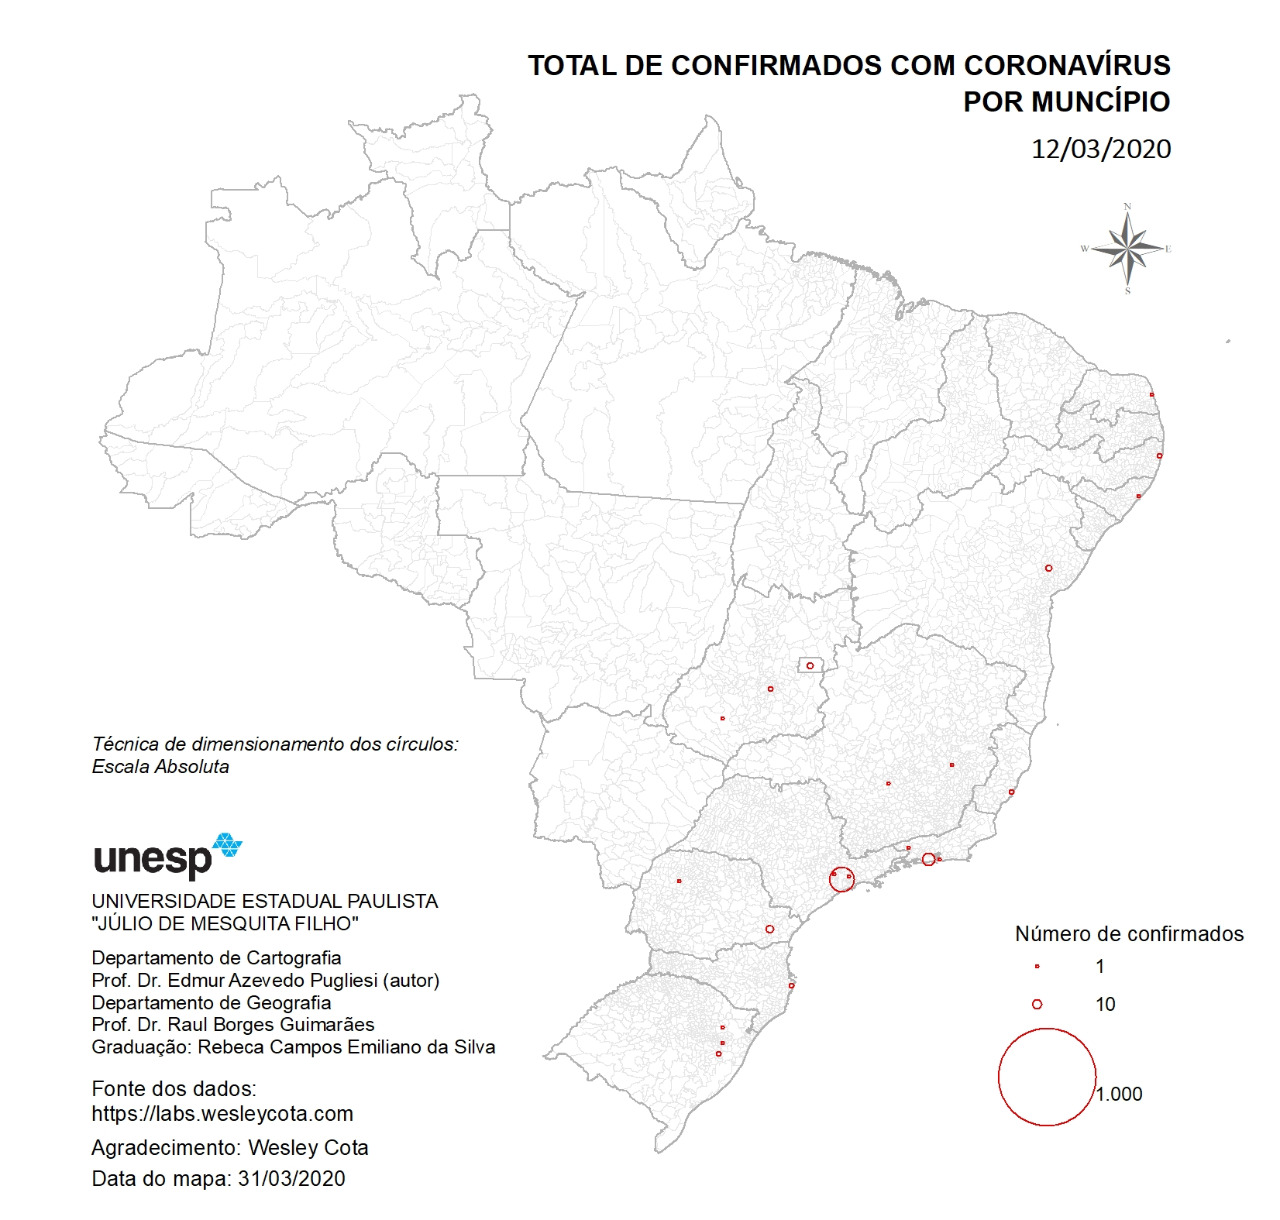 TOTAL DE CONFIRMADOS COM CORONAVÍRUS
POR MUNCÍPIO
12/03/2020
N
W E
S
Técnica de dimensionamento dos círculos:
Escala Absoluta
unesp
UNIVERSIDADE ESTADUAL PAULISTA
"JÚLIO DE MESQUITA FILHO"
Departamento de Cartografia
Prof. Dr. Edmur Azevedo Pugliesi (autor)
Departamento de Geografia
Prof. Dr. Raul Borges Guimarães
Graduação: Rebeca Campos Emiliano da Silva
Fonte dos dados:
https://labs.wesleycota.com
Agradecimento: Wesley Cota
Data do mapa: 31/03/2020
Número de confirmados
1
10
1.000